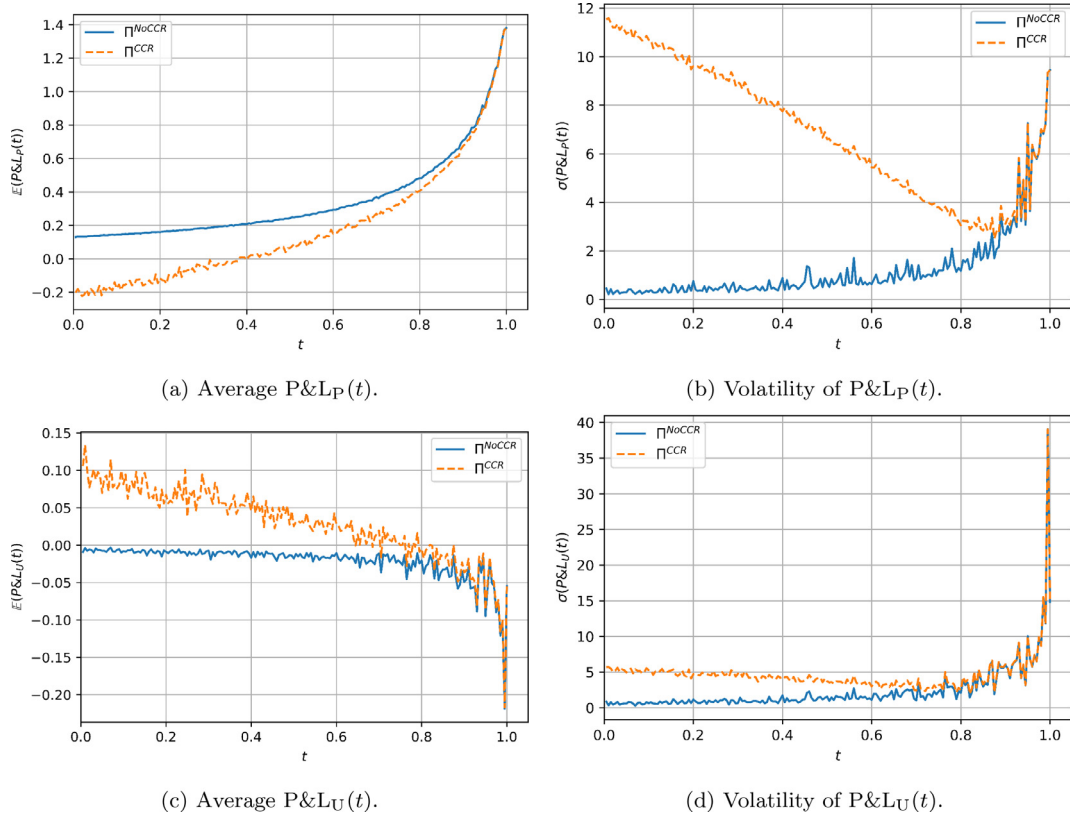 1.4
1.2
1.0
0.8
0.6
0.4
0.2
0.0
−0.2
𝔼(P&L_P(t))
Π^NoCCR
Π^CCR
0.0 0.2 0.4 0.6 0.8 1.0
t
(a) Average P&L_P(t).
12
10
8
6
4
2
0
σ(P&L_P(t))
Π^NoCCR
Π^CCR
0.0 0.2 0.4 0.6 0.8 1.0
t
(b) Volatility of P&L_P(t).
0.15
0.10
0.05
0.00
−0.05
−0.10
−0.15
−0.20
𝔼(P&L_U(t))
Π^NoCCR
Π^CCR
0.0 0.2 0.4 0.6 0.8 1.0
t
(c) Average P&L_U(t).
40
35
30
25
20
15
10
5
0
σ(P&L_U(t))
Π^NoCCR
Π^CCR
0.0 0.2 0.4 0.6 0.8 1.0
t
(d) Volatility of P&L_U(t).